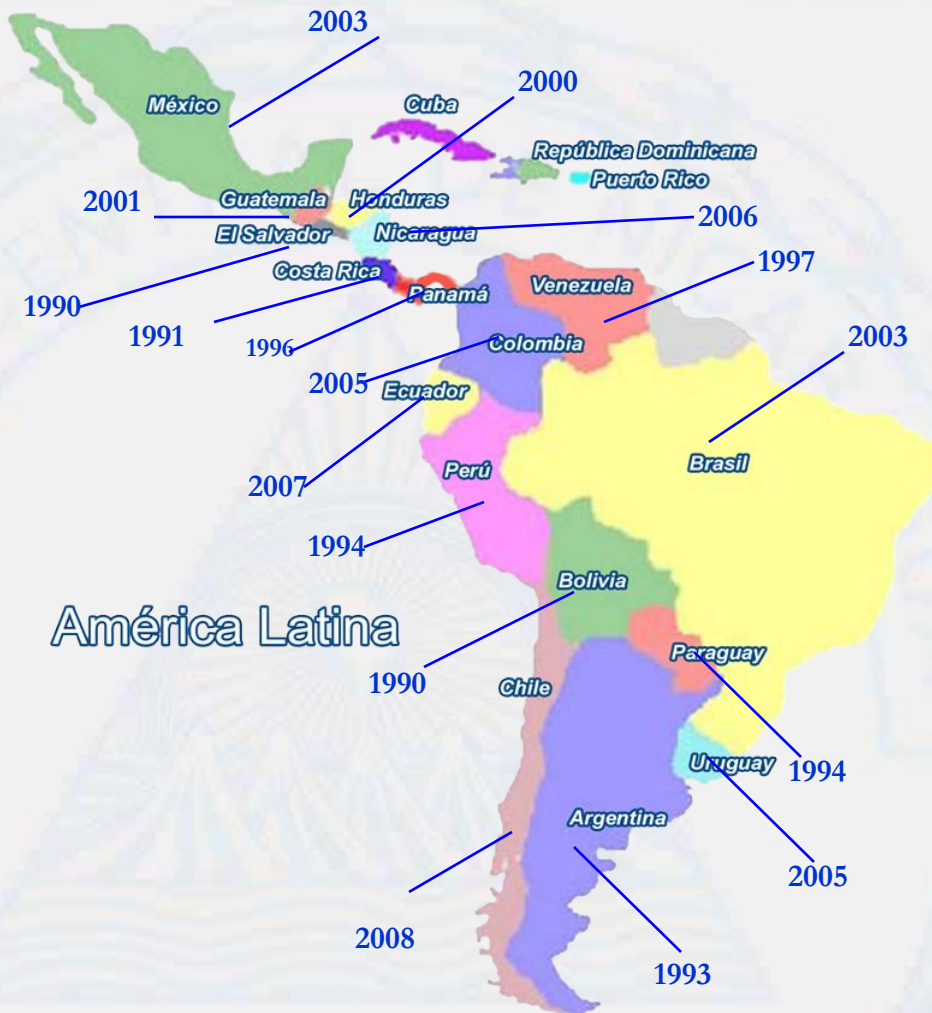 2003
2000
México
Cuba
República Dominicana
Puerto Rico
Guatemala
Honduras
2001
2006
El Salvador
Nicaragua
1997
Costa Rica
Venezuela
Panamá
1990
1991
1996
Colombia
2003
2005
Ecuador
Brasil
Perú
2007
1994
Bolivia
América Latina
Paraguay
1990
Chile
Uruguay
1994
Argentina
2005
2008
1993